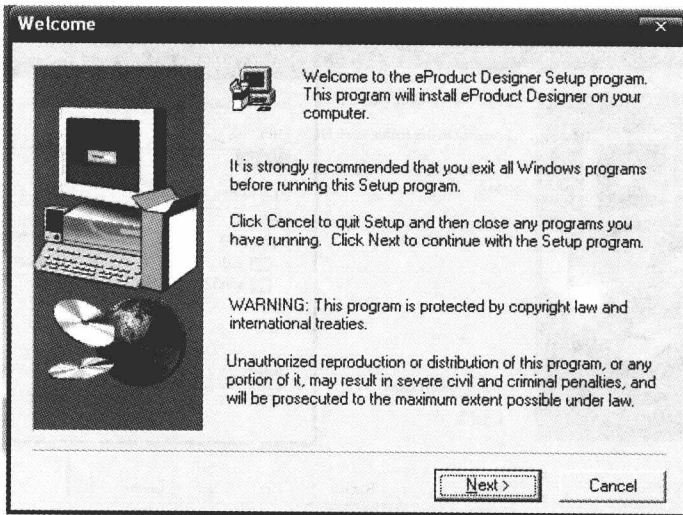 Welcome
Welcome to the eProduct Designer Setup program.
This program will install eProduct Designer on your
computer.
It is strongly recommended that you exit all Windows programs
before running this Setup program.
Click Cancel to quit Setup and then close any programs you
have running. Click Next to continue with the Setup program.
WARNING: This program is protected by copyright law and
international treaties.
Unauthorized reproduction or distribution of this program, or any
portion of it, may result in severe civil and criminal penalties, and
will be prosecuted to the maximum extent possible under law.
Next >
Cancel